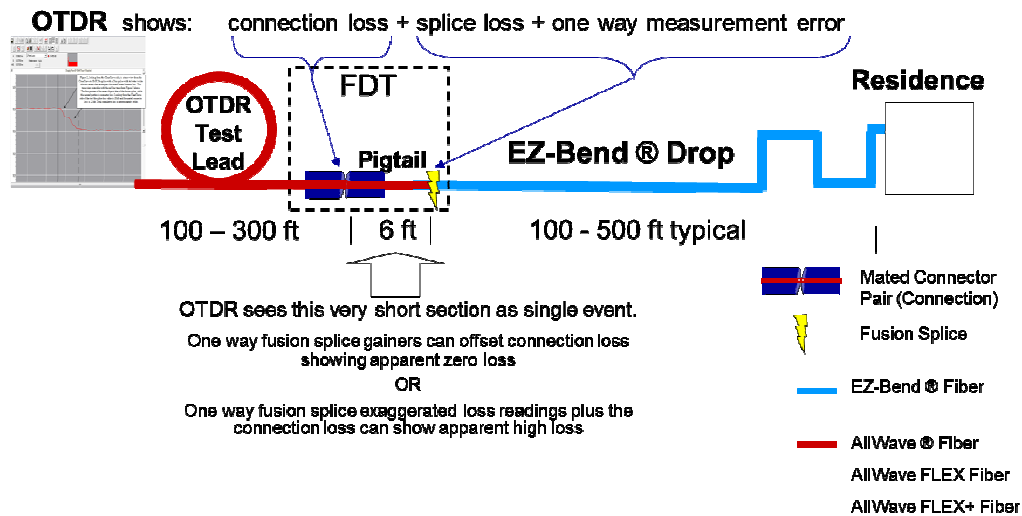 OTDR shows: connection loss + splice loss + one way measurement error
FDT
Residence
OTDR
Test
Lead
Pigtail
EZ-Bend ® Drop
100 – 300 ft
6 ft
100 - 500 ft typical
OTDR sees this very short section as single event.
One way fusion splice gainers can offset connection loss
showing apparent zero loss
OR
One way fusion splice exaggerated loss readings plus the
connection loss can show apparent high loss
Mated Connector
Pair (Connection)
Fusion Splice
EZ-Bend ® Fiber
AllWave ® Fiber
AllWave FLEX Fiber
AllWave FLEX+ Fiber